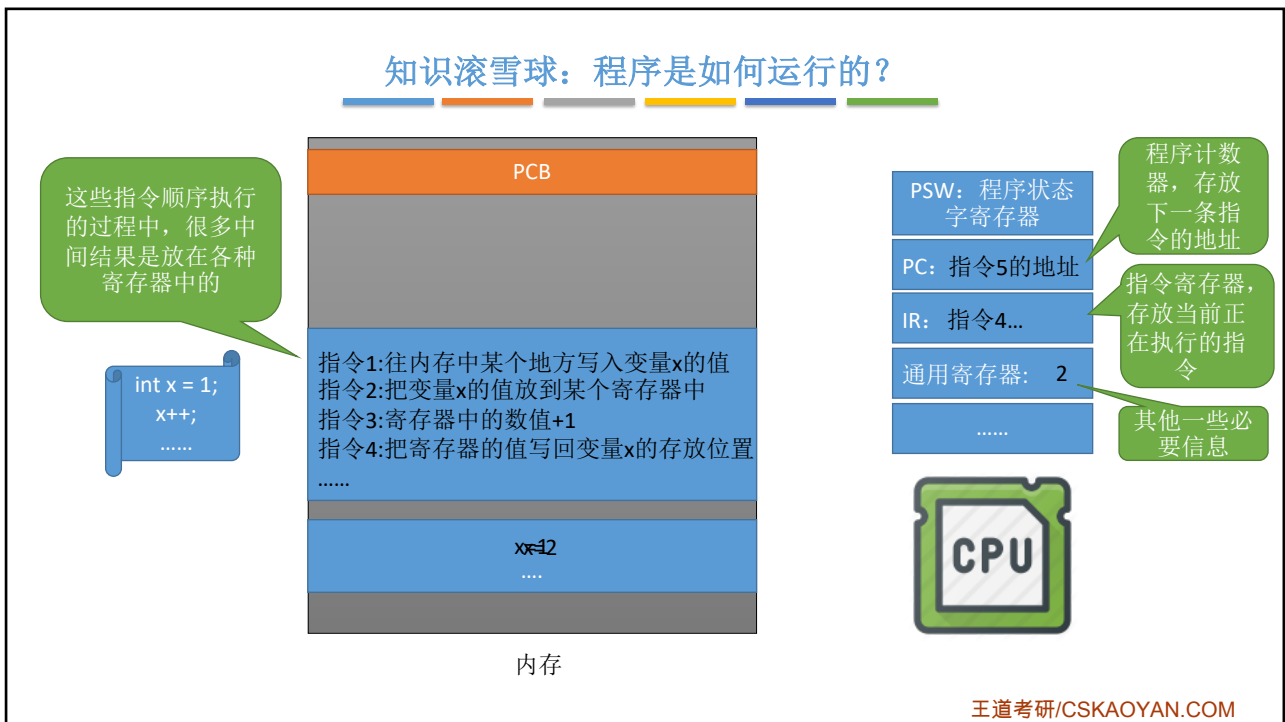 知识滚雪球：程序是如何运行的？
这些指令顺序执行
的过程中，很多中
间结果是放在各种
寄存器中的
int x = 1;
x++;
……
PCB
指令1:往内存中某个地方写入变量x的值
指令2:把变量x的值放到某个寄存器中
指令3:寄存器中的数值+1
指令4:把寄存器的值写回变量x的存放位置
……
....
内存
PSW：程序状态
字寄存器
PC：指令5的地址
IR：指令4…
通用寄存器： 2
……
程序计数
器，存放
下一条指
令的地址
指令寄存器，
存放当前正
在执行的指
令
其他一些必
要信息
CPU
王道考研/CSKAOYAN.COM